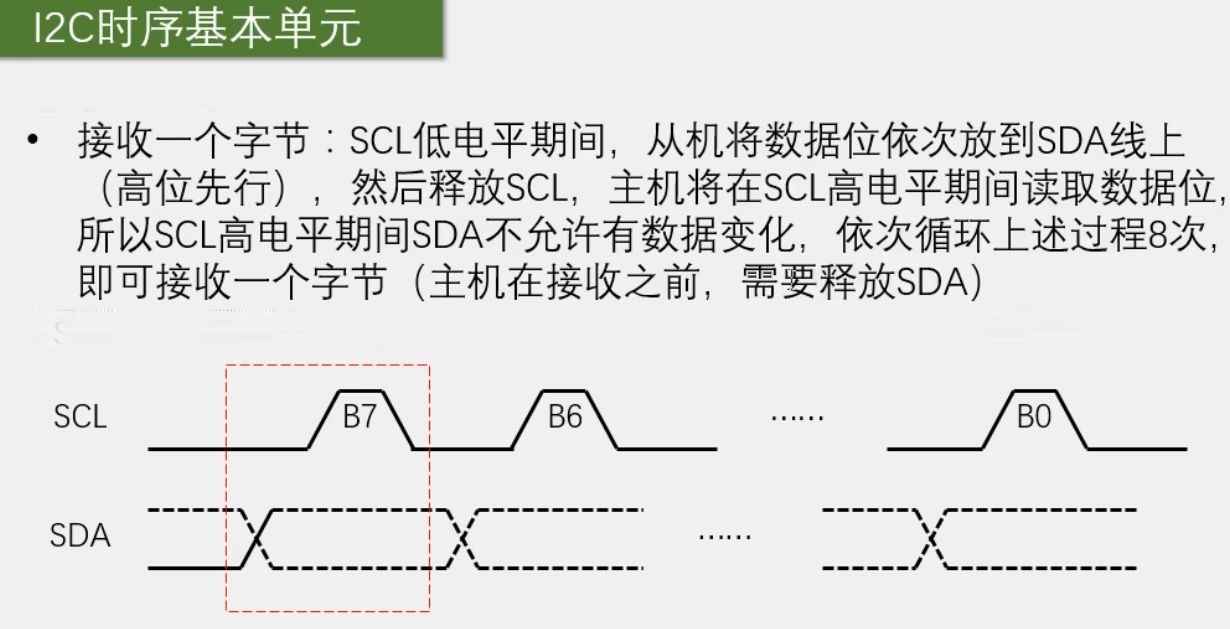 I2C时序基本单元
• 接收一个字节：SCL低电平期间，从机将数据位依次放到SDA线上
（高位先行），然后释放SCL，主机将在SCL高电平期间读取数据位，
所以SCL高电平期间SDA不允许有数据变化，依次循环上述过程8次，
即可接收一个字节（主机在接收之前，需要释放SDA）
SCL B7 B6 …… B0
SDA ……